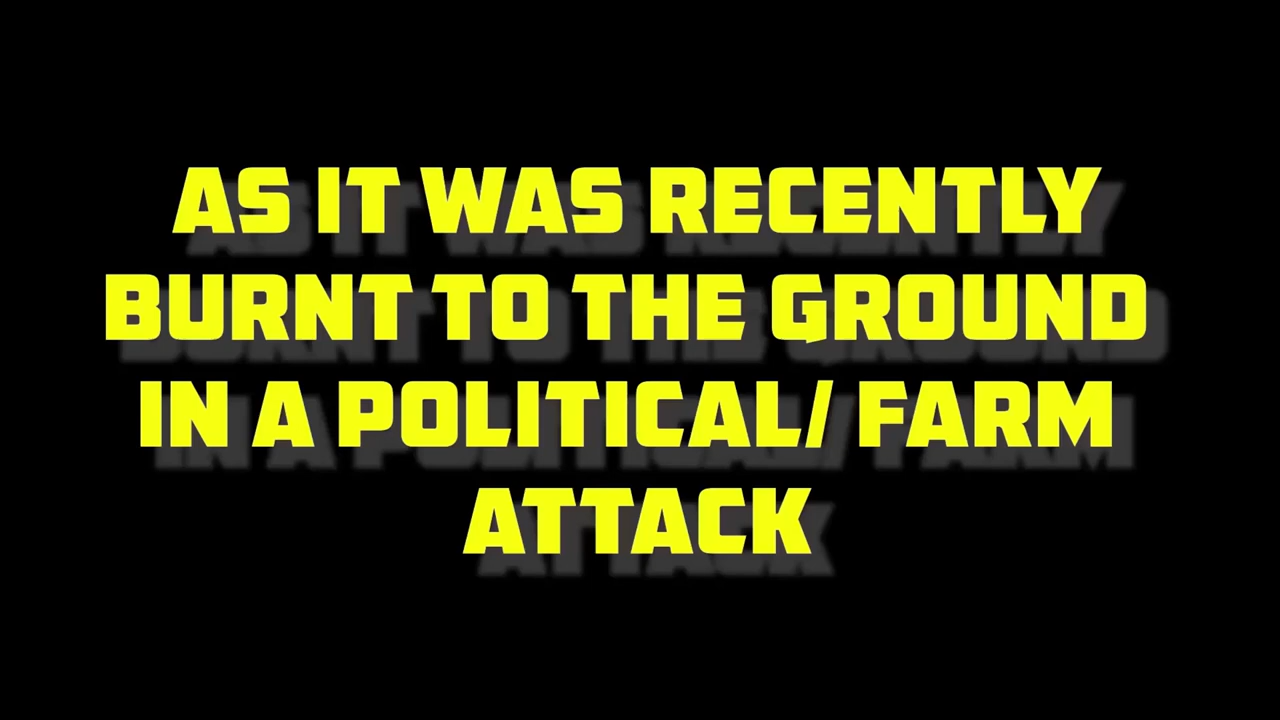 AS IT WAS RECENTLY
BURNT TO THE GROUND
IN A POLITICAL/ FARM
ATTACK